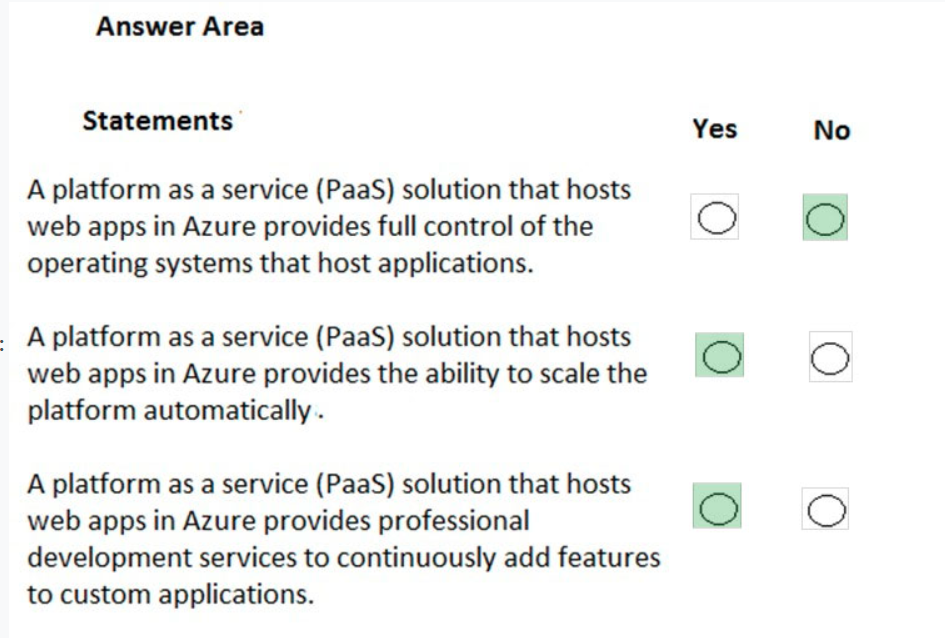 Answer Area
Statements
Yes
No
A platform as a service (PaaS) solution that hosts
web apps in Azure provides full control of the
operating systems that host applications.
: A platform as a service (PaaS) solution that hosts
web apps in Azure provides the ability to scale the
platform automatically.
A platform as a service (PaaS) solution that hosts
web apps in Azure provides professional
development services to continuously add features
to custom applications.